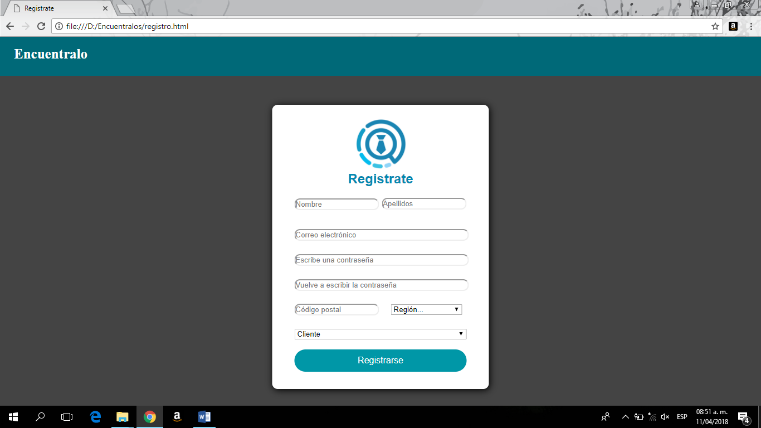 Registrate
file:///D:/Encuentralos/registro.html
Encuentralo
Registrate
Nombre Apellidos
Correo electrónico
Escribe una contraseña
Vuelve a escribir la contraseña
Código postal Región...
Cliente
Registrarse
ESP
08:51 a. m.
11/04/2018
4